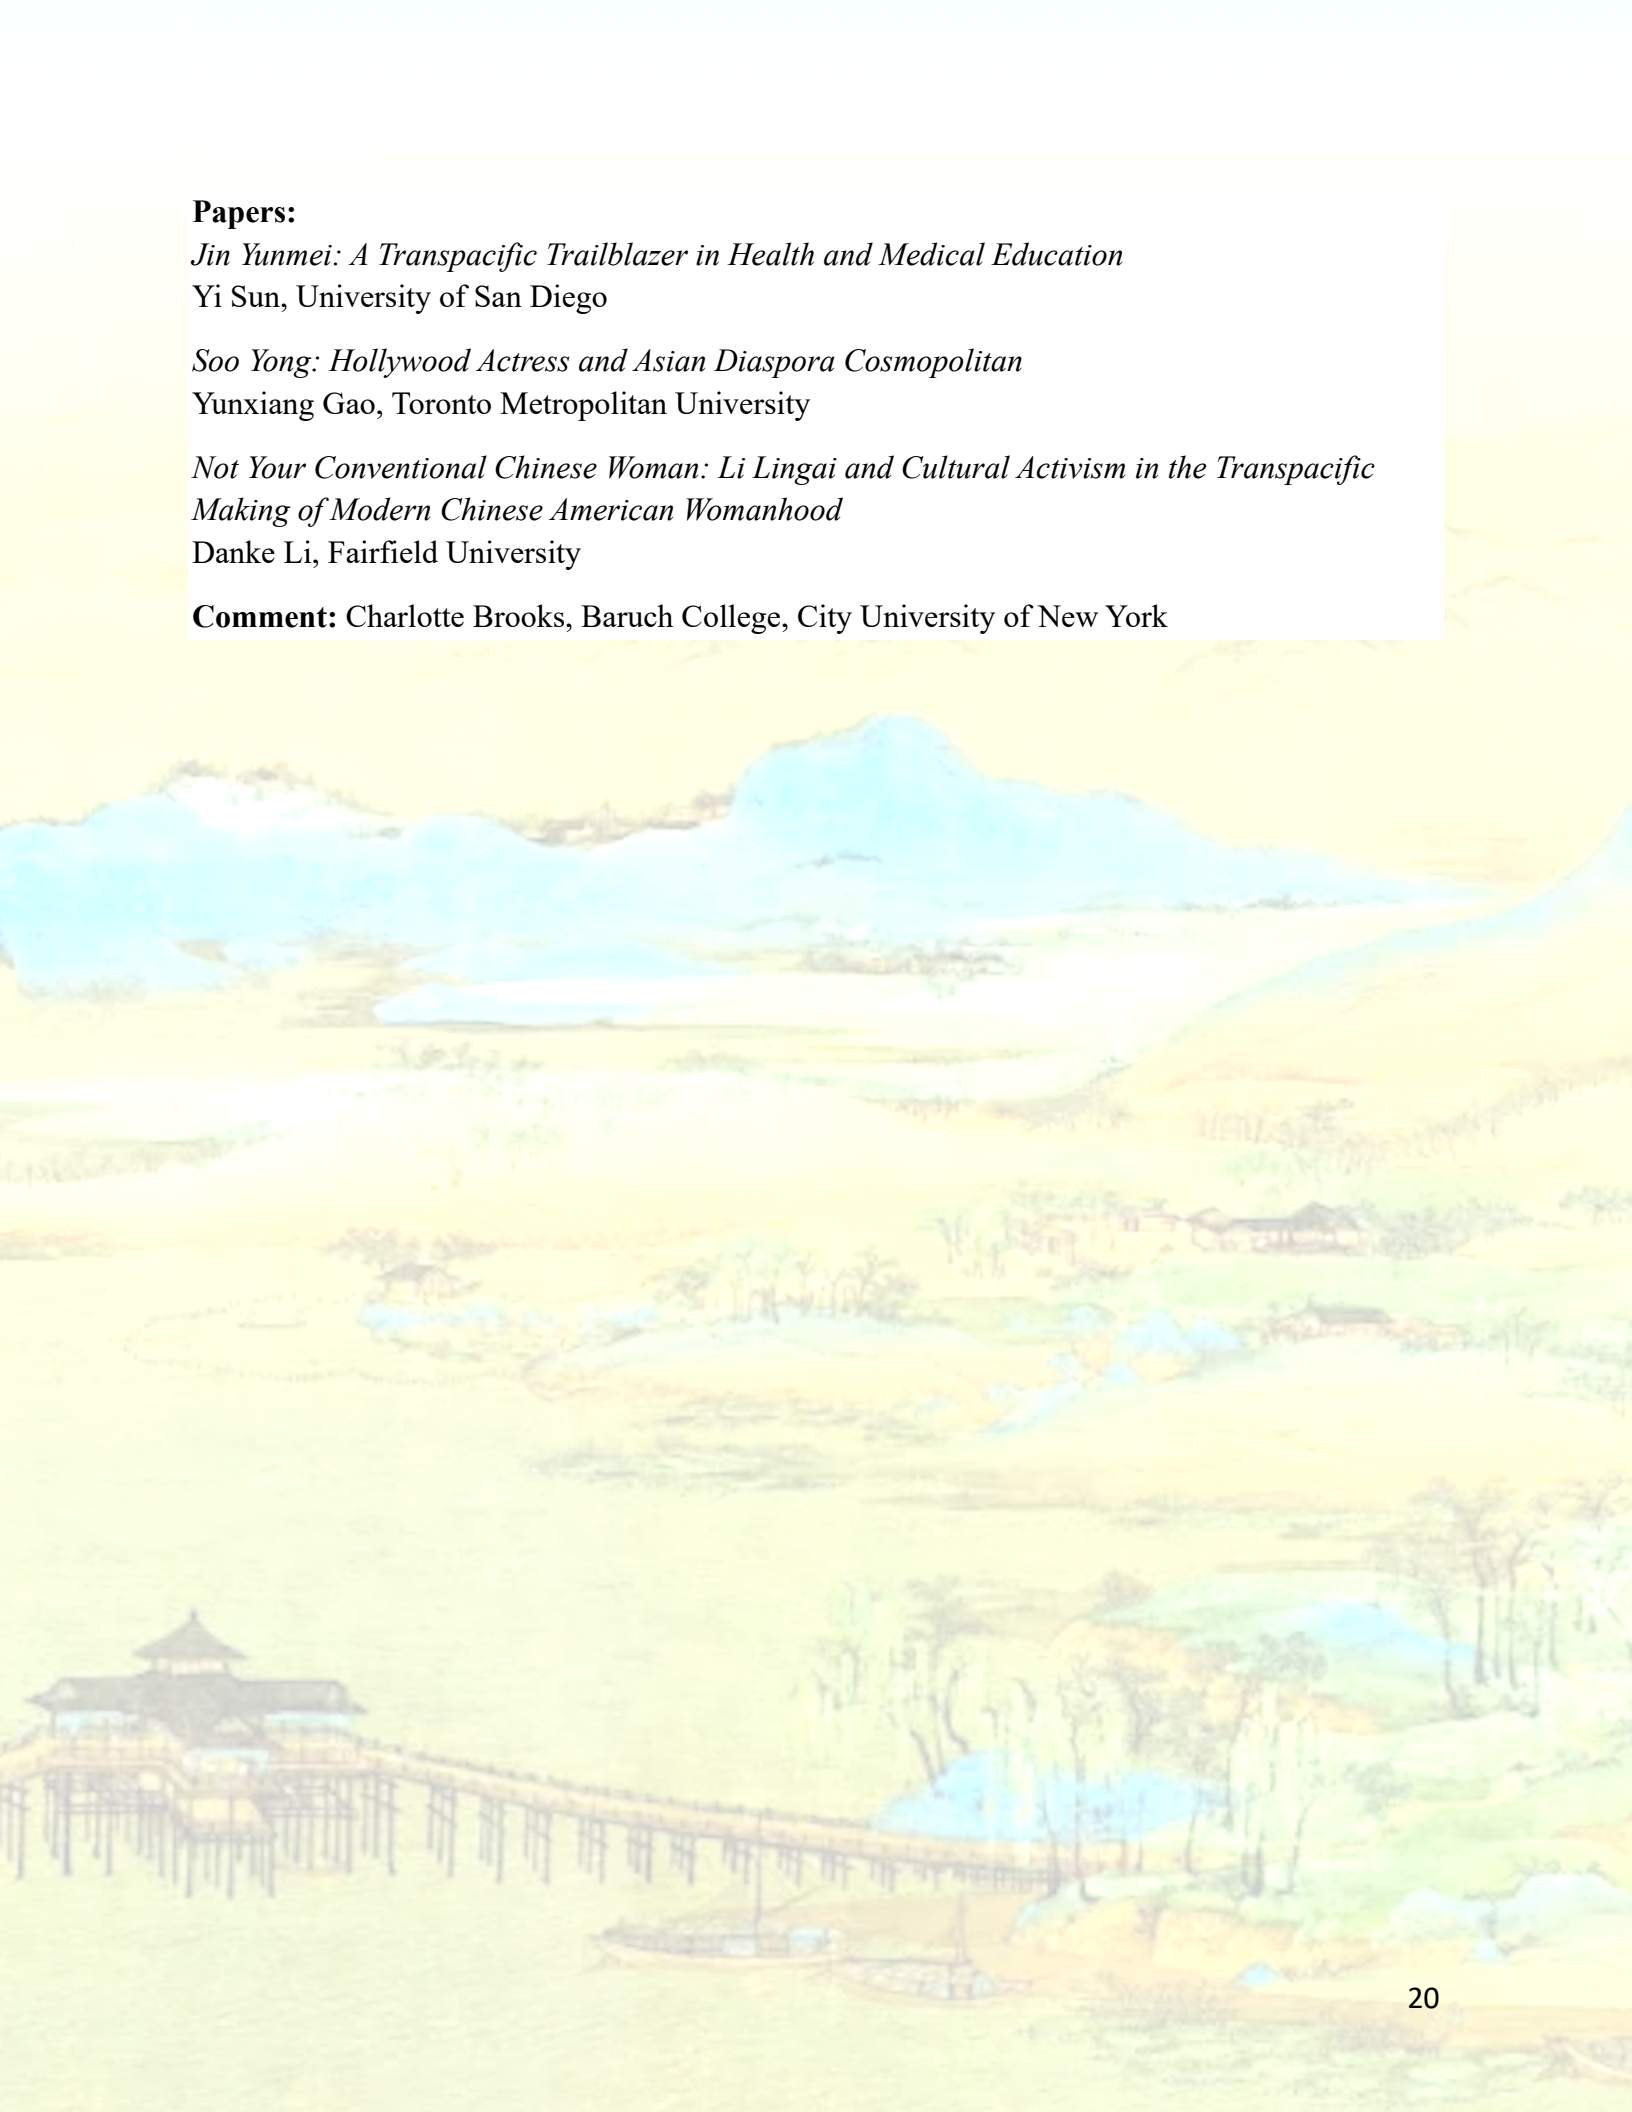 Papers:
Jin Yunmei: A Transpacific Trailblazer in Health and Medical Education
Yi Sun, University of San Diego
Soo Yong: Hollywood Actress and Asian Diaspora Cosmopolitan
Yunxiang Gao, Toronto Metropolitan University
Not Your Conventional Chinese Woman: Li Lingai and Cultural Activism in the Transpacific
Making of Modern Chinese American Womanhood
Danke Li, Fairfield University
Comment: Charlotte Brooks, Baruch College, City University of New York
20